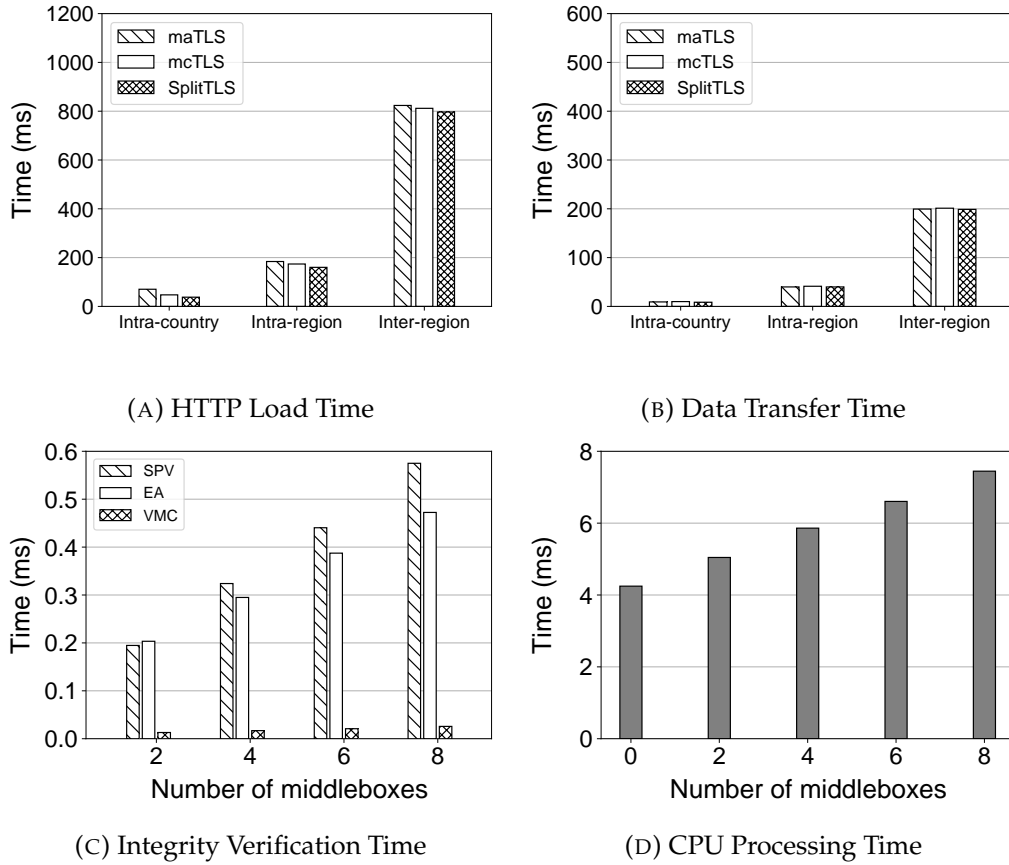 1200
1000
800
600
400
200
0
Time (ms)
maTLS
mcTLS
SplitTLS
Intra-country Intra-region Inter-region
(A) HTTP Load Time
600
500
400
300
200
100
0
Time (ms)
maTLS
mcTLS
SplitTLS
Intra-country Intra-region Inter-region
(B) Data Transfer Time
0.6
0.5
0.4
0.3
0.2
0.1
0.0
Time (ms)
SPV
EA
VMC
2 4 6 8
Number of middleboxes
(C) Integrity Verification Time
8
6
4
2
0
Time (ms)
0 2 4 6 8
Number of middleboxes
(D) CPU Processing Time